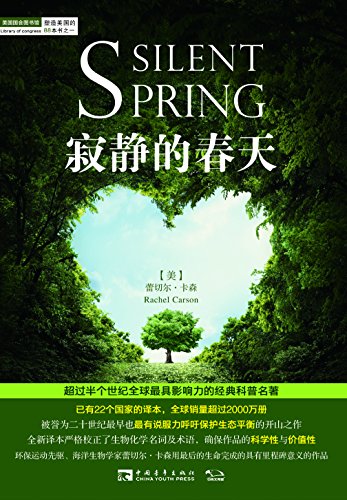 美国国会图书馆
Library of congress
塑造美国的
88本书之一
SILENT
SPRING
寂静的春天
【美】
蕾切尔·卡森
Rachel Carson
超过半个世纪全球最具影响力的经典科普名著
已有22个国家的译本，全球销量超过2000万册
被誉为二十世纪最早也最有说服力呼吁保护生态平衡的开山之作
全新译本严格校正了生物化学名词及术语，确保作品的科学性与价值性
环保运动先驱、海洋生物学家蕾切尔·卡森用最后的生命完成的具有里程碑意义的作品
中国青年出版社
CHINA YOUTH PRESS